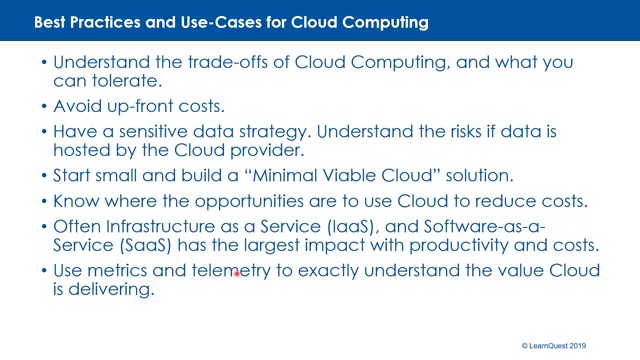 Best Practices and Use-Cases for Cloud Computing
• Understand the trade-offs of Cloud Computing, and what you
can tolerate.
• Avoid up-front costs.
• Have a sensitive data strategy. Understand the risks if data is
hosted by the Cloud provider.
• Start small and build a “Minimal Viable Cloud” solution.
• Know where the opportunities are to use Cloud to reduce costs.
• Often Infrastructure as a Service (IaaS), and Software-as-a-
Service (SaaS) has the largest impact with productivity and costs.
• Use metrics and telemetry to exactly understand the value Cloud
is delivering.
© LearnQuest 2019